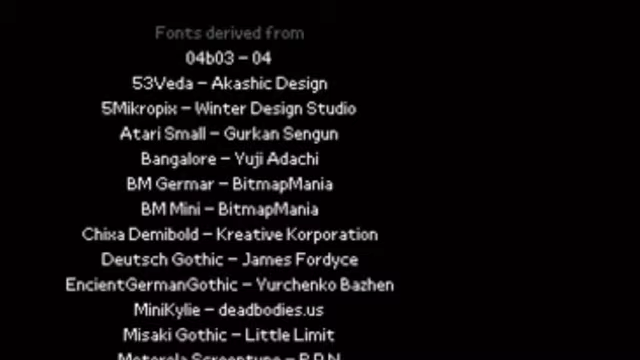 Fonts derived from
04b03 – 04
53Veda – Akashic Design
5Mikropix – Winter Design Studio
Atari Small – Gurkan Sengun
Bangalore – Yuji Adachi
BM Germar – BitmapMania
BM Mini – BitmapMania
Chixa Demibold – Kreative Korporation
Deutsch Gothic – James Fordyce
EncientGermanGothic – Yurchenko Bazhen
MiniKylie – deadbodies.us
Misaki Gothic – Little Limit
Motorola Screentype –